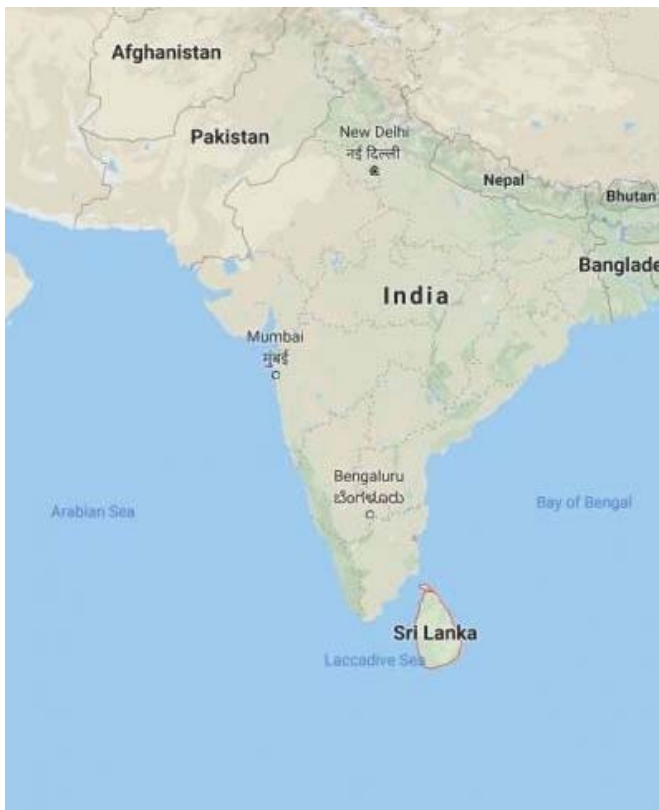 Afghanistan
Pakistan
New Delhi
नई दिल्ली
Nepal
Bhutan
Banglade
India
Mumbai
मुंबई
Bengaluru
ಬೆಂಗಳೂರು
Arabian Sea
Bay of Bengal
Sri Lanka
Laccadive Sea